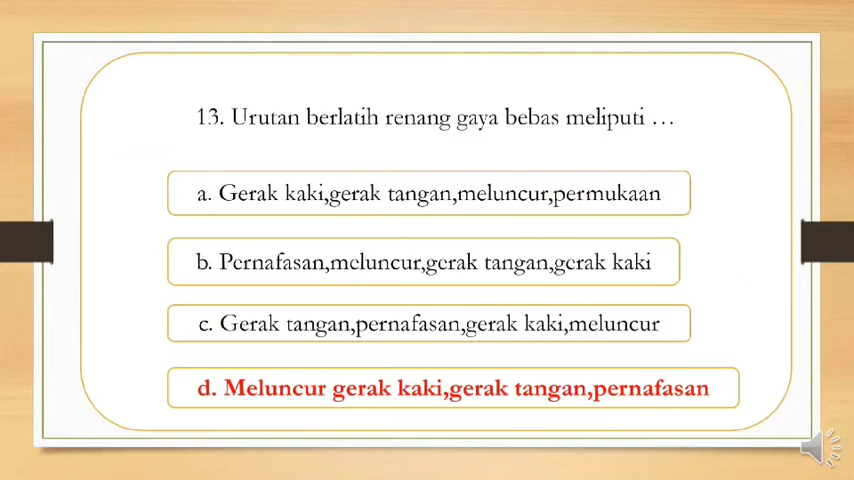 13. Urutan berlatih renang gaya bebas meliputi …
a. Gerak kaki,gerak tangan,meluncur,permukaan
b. Pernafasan,meluncur,gerak tangan,gerak kaki
c. Gerak tangan,pernafasan,gerak kaki,meluncur
d. Meluncur gerak kaki,gerak tangan,pernafasan